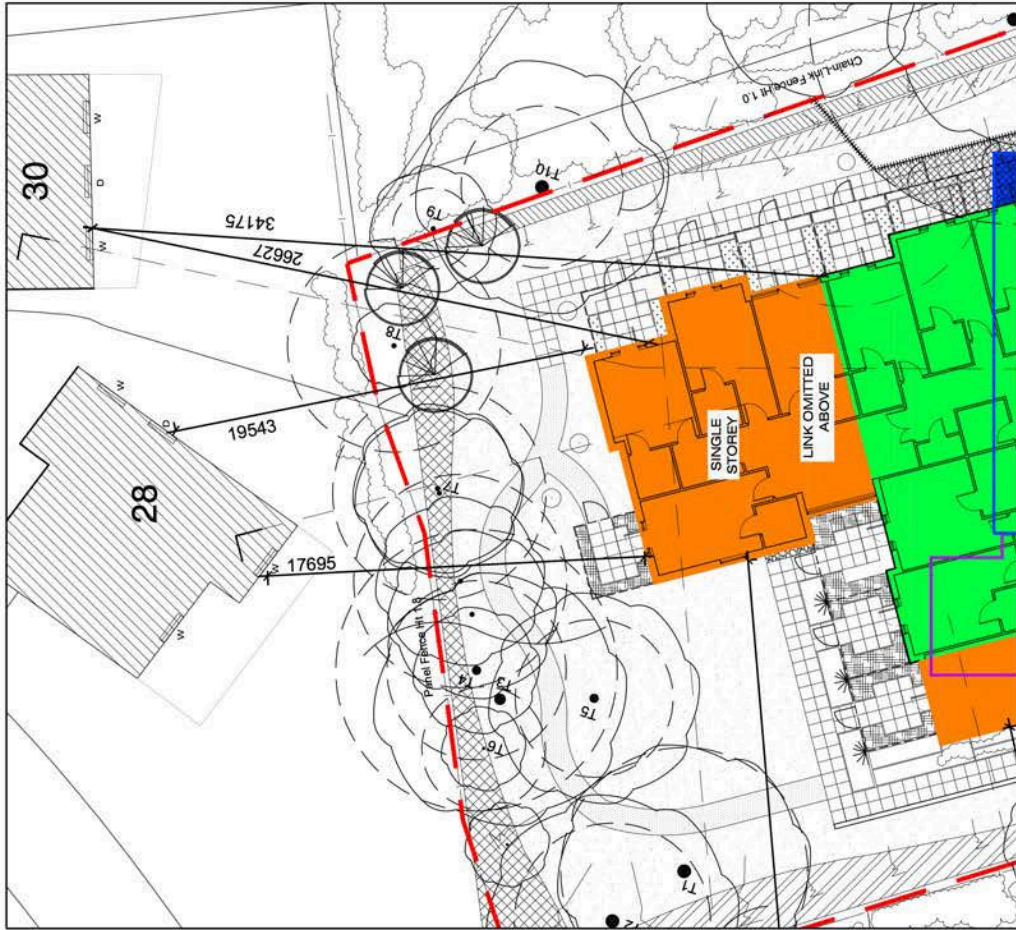 30
W
D
W
34175
26627
Chain-Link Fence Ht 1.0
T10
T9
T8
W
D
19543
28
W
W
17695
T7
Panel Fence Ht 1.8
T4
T3
T5
T6
T1
T2
SINGLE
STOREY
LINK OMITTED
ABOVE